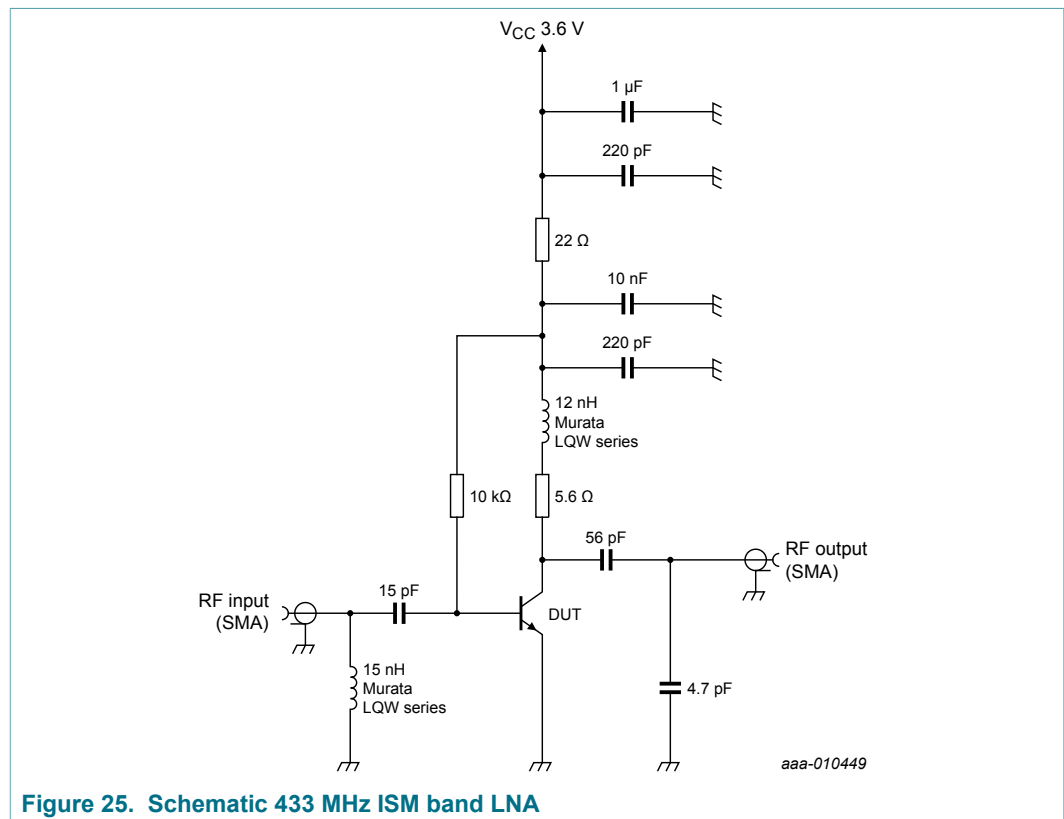 VCC 3.6 V
1 µF
220 pF
22 Ω
10 nF
220 pF
12 nH
Murata
LQW series
10 kΩ
5.6 Ω
56 pF
RF output
(SMA)
15 pF
RF input
(SMA)
DUT
15 nH
Murata
LQW series
4.7 pF
aaa-010449
Figure 25. Schematic 433 MHz ISM band LNA